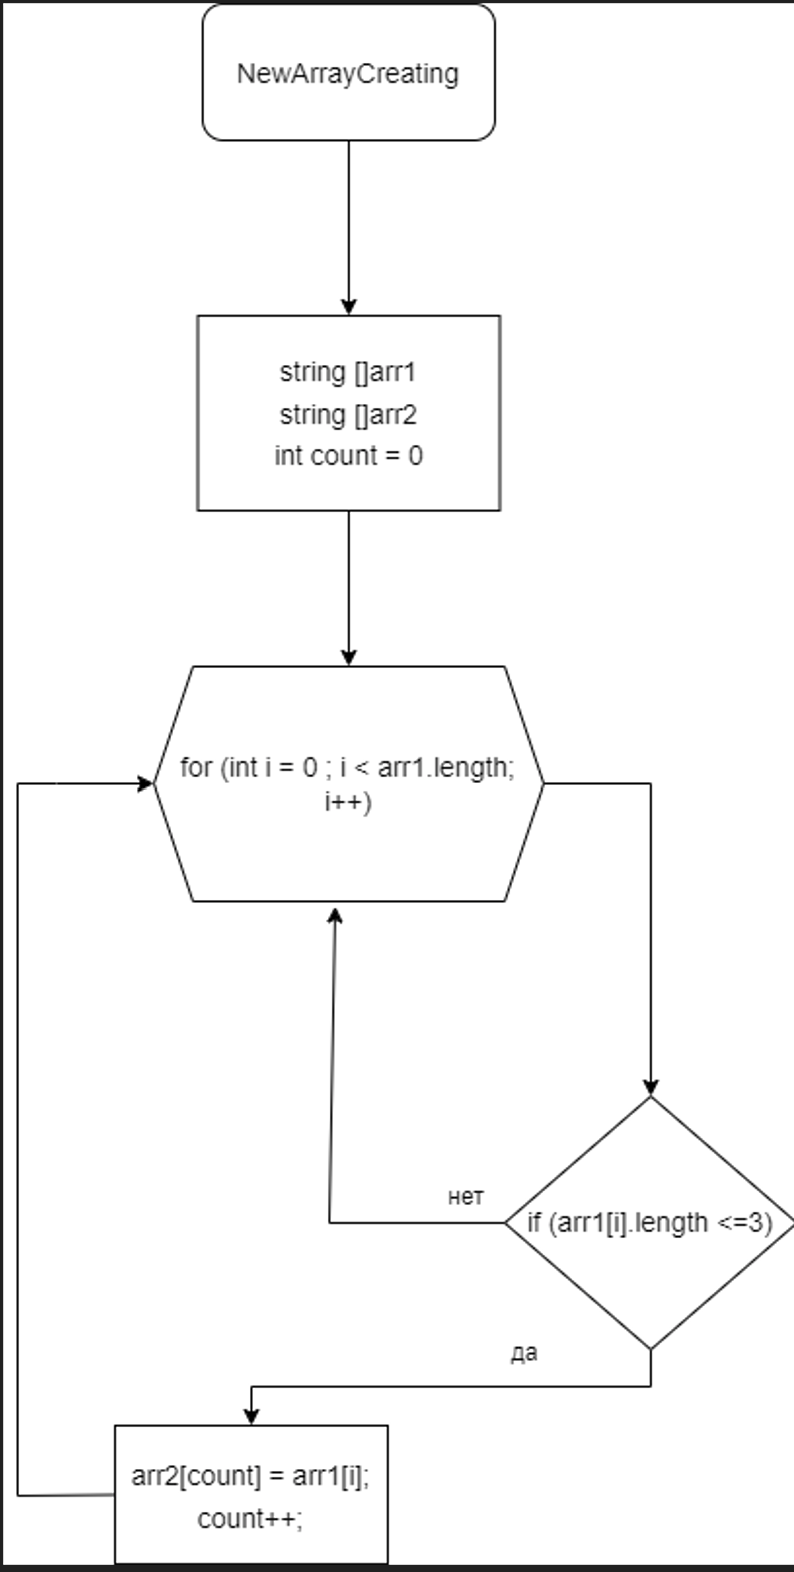 NewArrayCreating
string []arr1
string []arr2
int count = 0
for (int i = 0 ; i < arr1.length;
i++)
нет
if (arr1[i].length <=3)
да
arr2[count] = arr1[i];
count++;